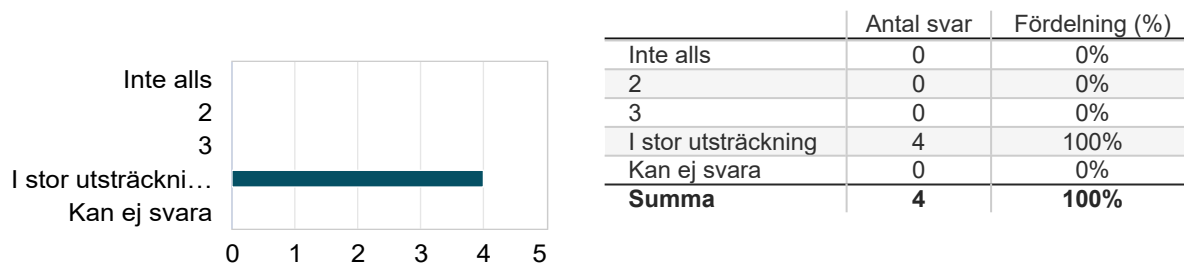 Inte alls
2
3
I stor utsträckni…
Kan ej svara
0 1 2 3 4 5
Antal svar Fördelning (%)
Inte alls 0 0%
2 0 0%
3 0 0%
I stor utsträckning 4 100%
Kan ej svara 0 0%
Summa 4 100%